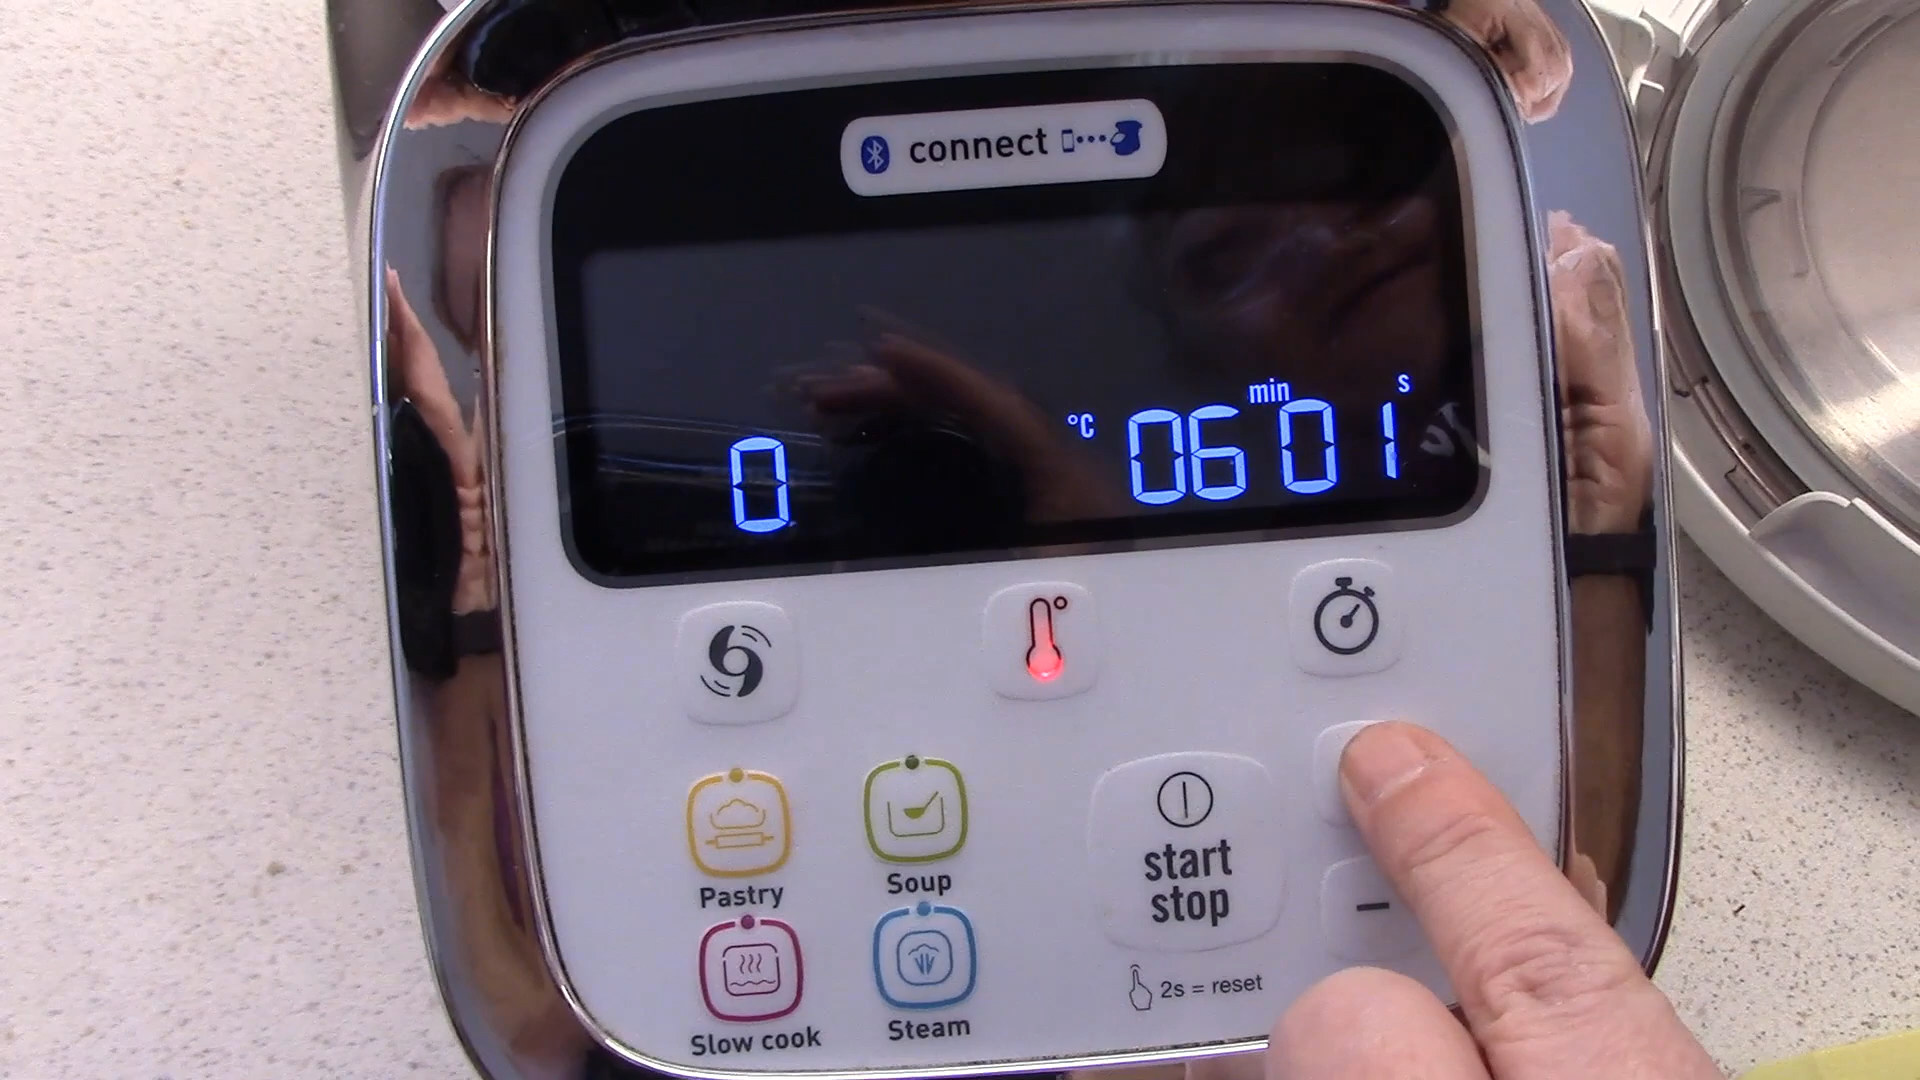 connect
°C min s
0 06 01
Pastry
Soup
start
stop
−
2s = reset
Slow cook
Steam